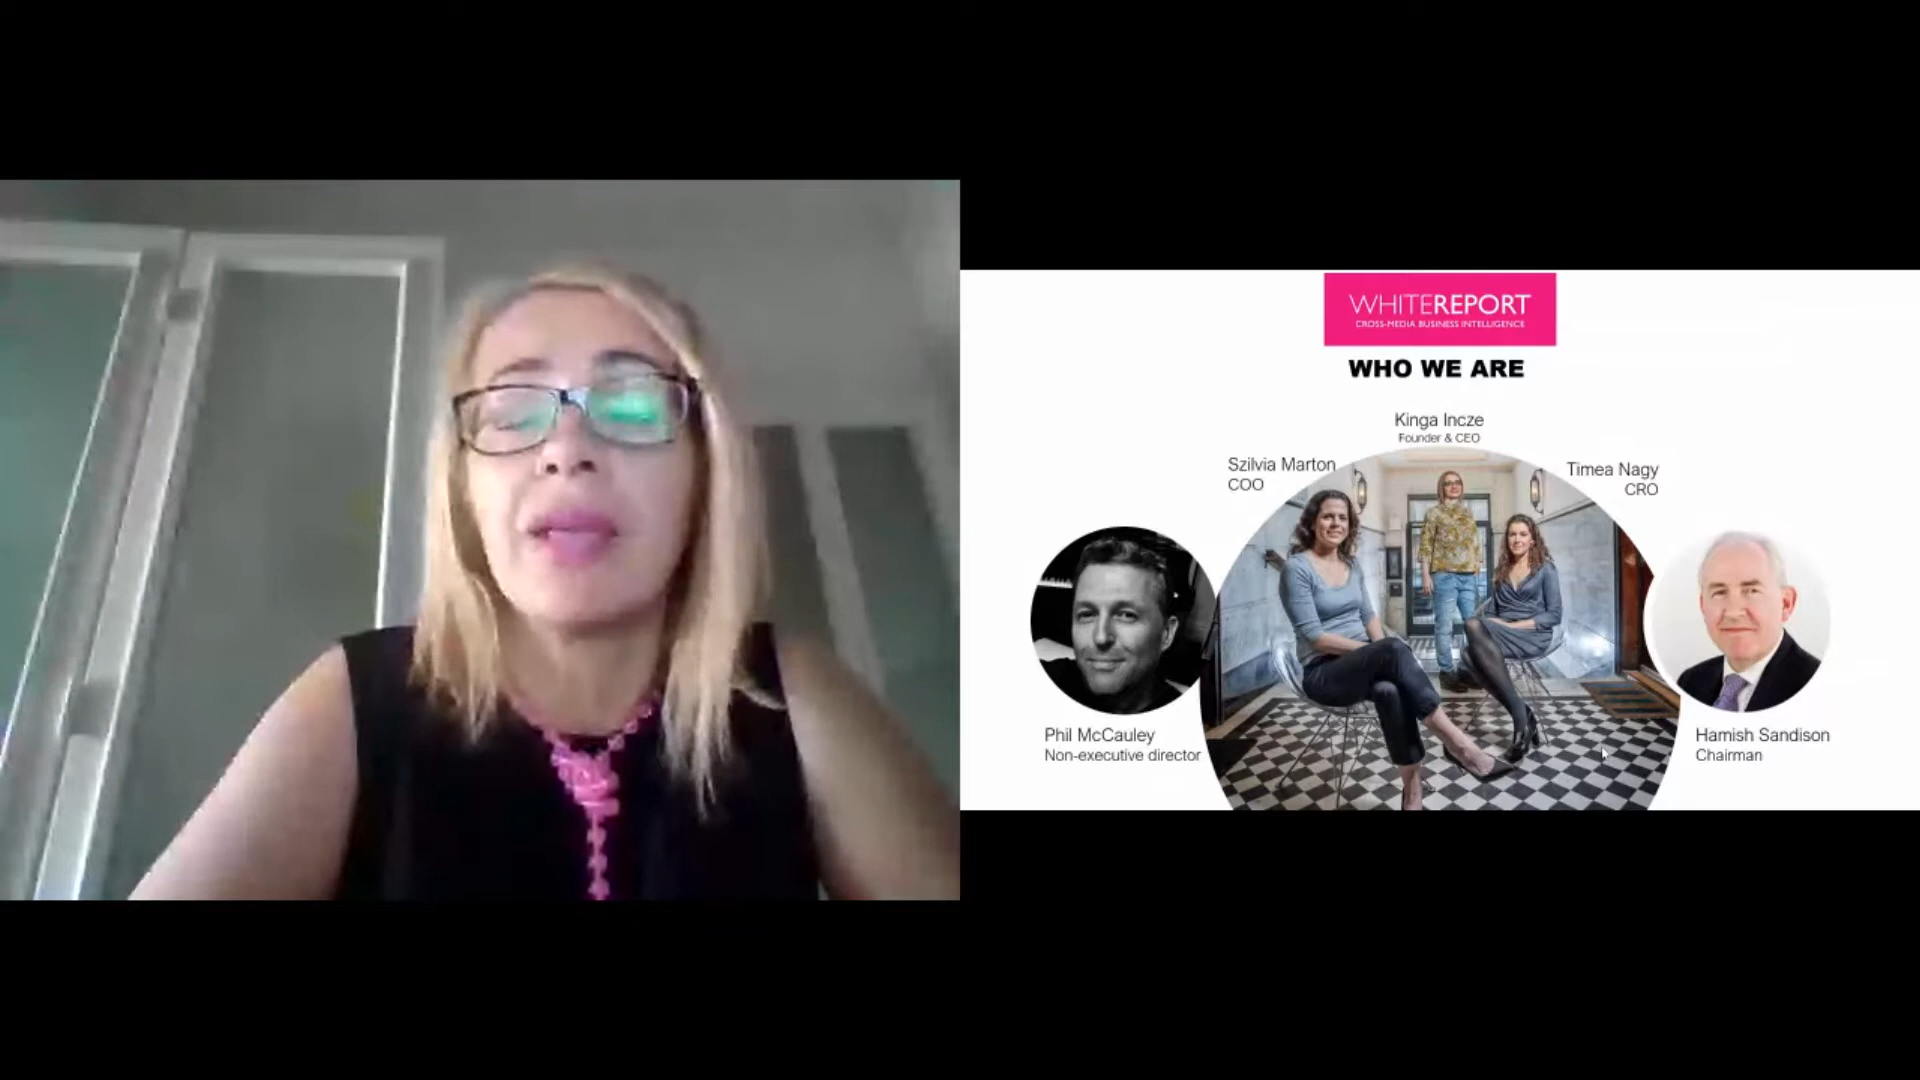 WHITEREPORT
CROSS-MEDIA BUSINESS INTELLIGENCE
WHO WE ARE
Kinga Incze
Founder & CEO
Szilvia Marton
COO
Timea Nagy
CRO
Phil McCauley
Non-executive director
Hamish Sandison
Chairman